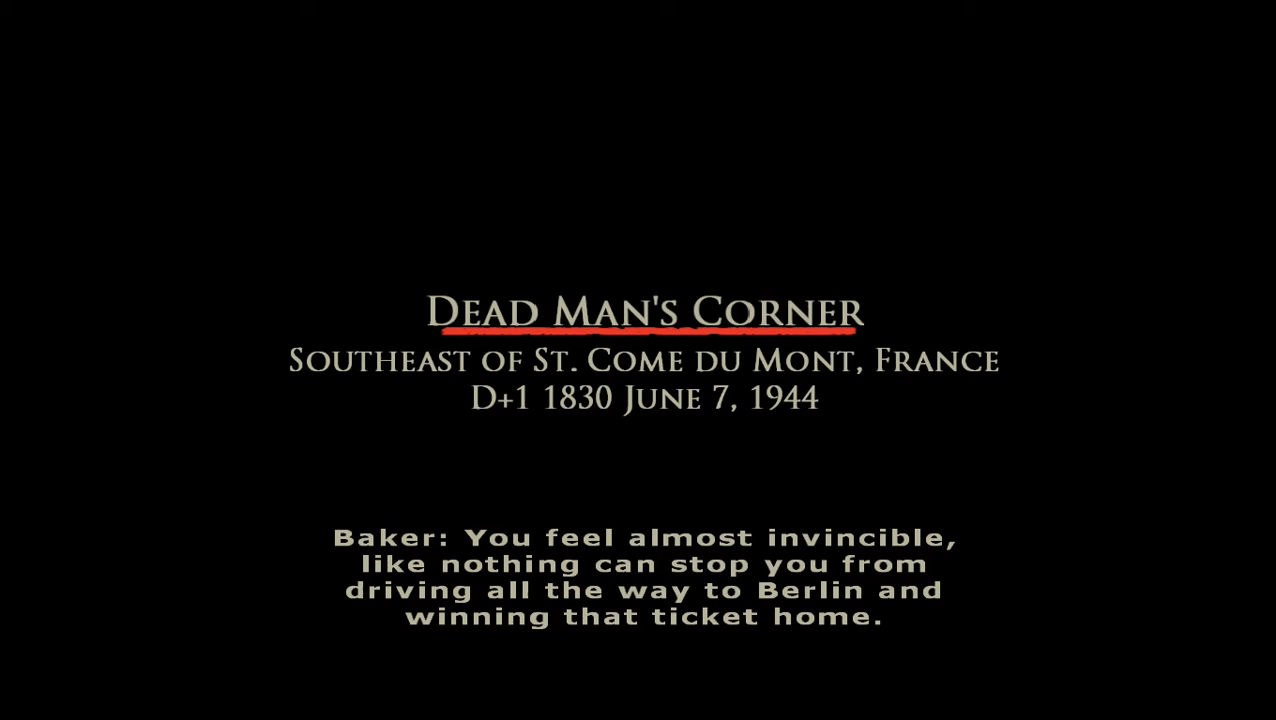 Dead Man's Corner
Southeast of St. Come du Mont, France
D+1 1830 June 7, 1944
Baker: You feel almost invincible,
like nothing can stop you from
driving all the way to Berlin and
winning that ticket home.